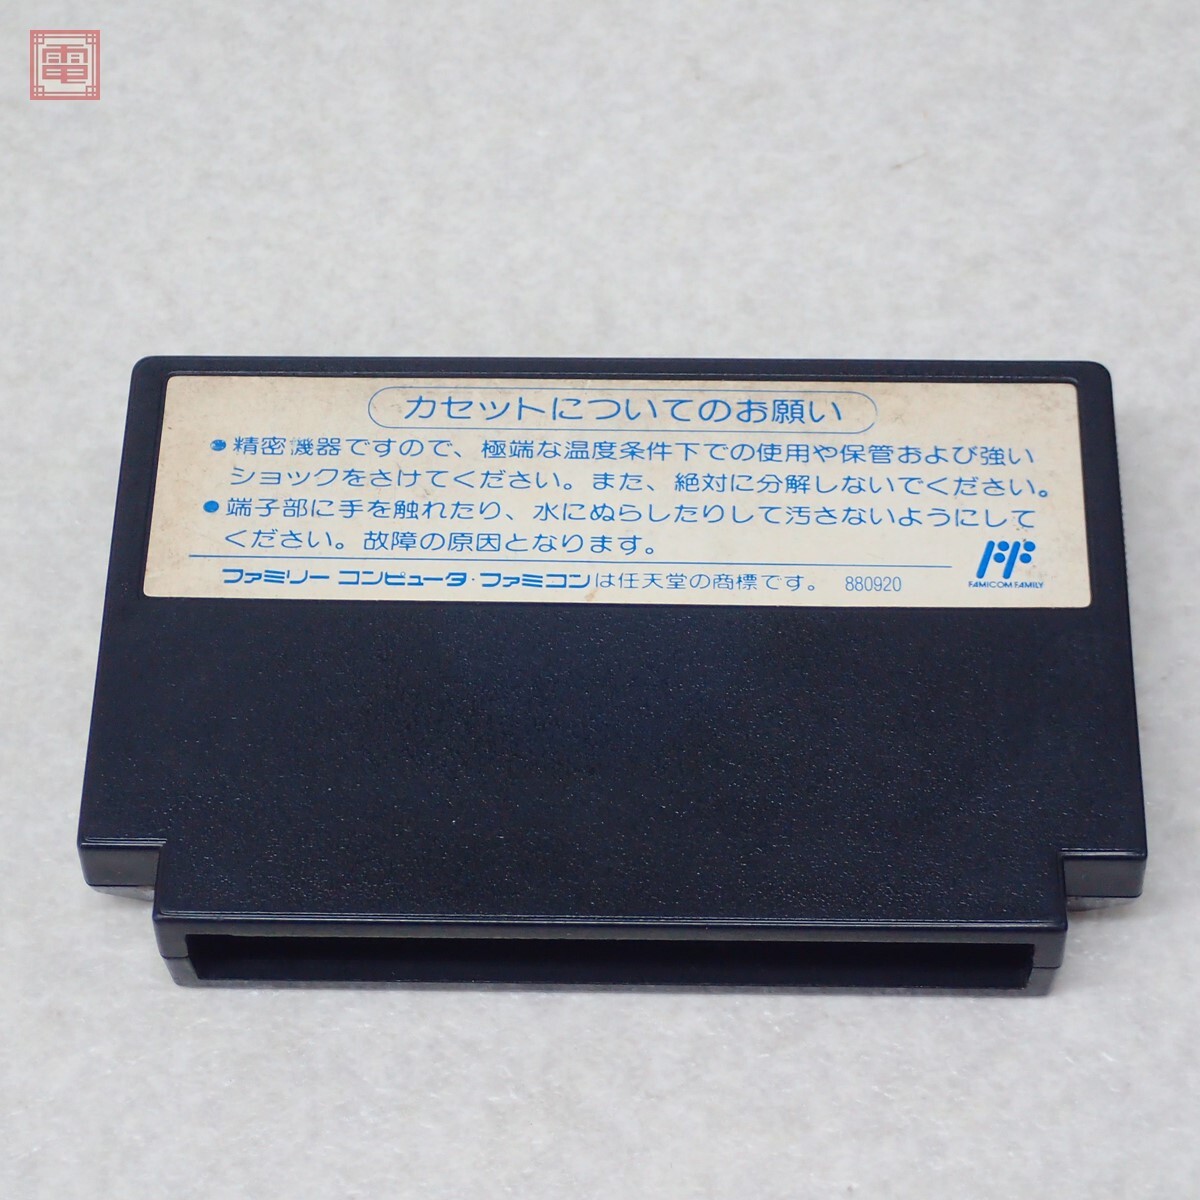 電
カセットについてのお願い
●精密機器ですので、極端な温度条件下での使用や保管および強い
ショックをさけてください。また、絶対に分解しないでください。
●端子部に手を触れたり、水にぬらしたりして汚さないようにして
ください。故障の原因となります。
FF
FAMICOM FAMILY
ファミリー コンピュータ・ファミコンは任天堂の商標です。 880920